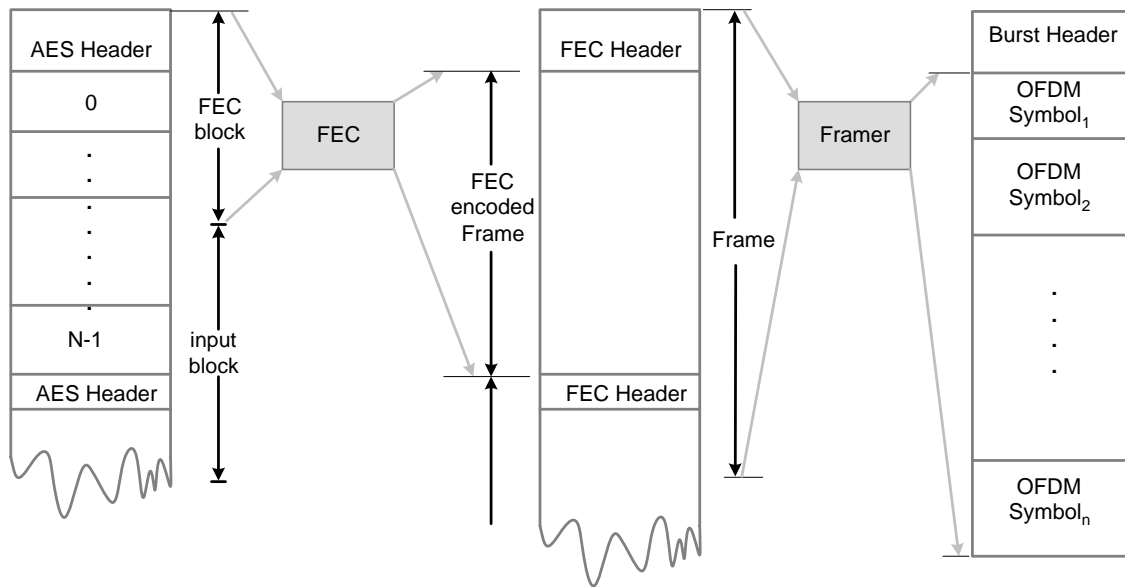 AES Header
0
.
.
.
.
.
.
.
.
N-1
AES Header
FEC
block
input
block
FEC
FEC
encoded
Frame
FEC Header
FEC Header
Frame
Framer
Burst Header
OFDM
Symbol₁
OFDM
Symbol₂
.
.
.
.
OFDM
Symbolₙ